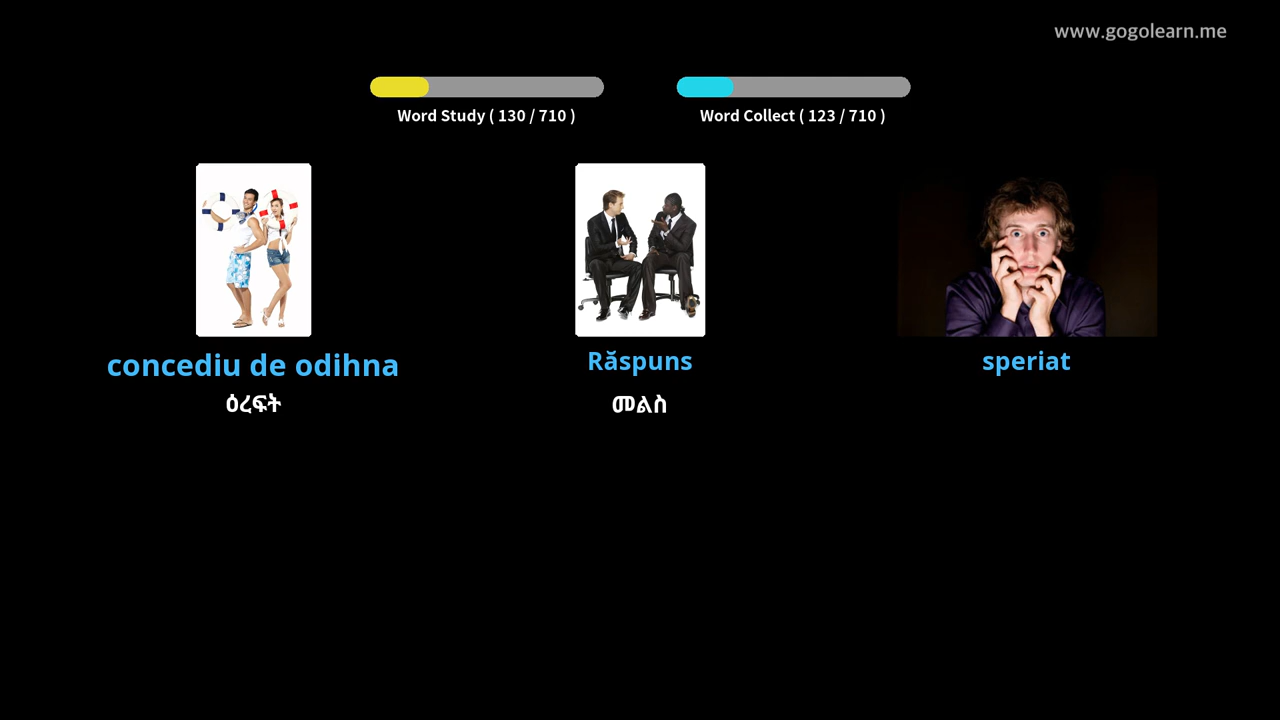 www.gogolearn.me
Word Study ( 130 / 710 )
Word Collect ( 123 / 710 )
concediu de odihna
Răspuns
speriat
ዕረፍት
መልስ